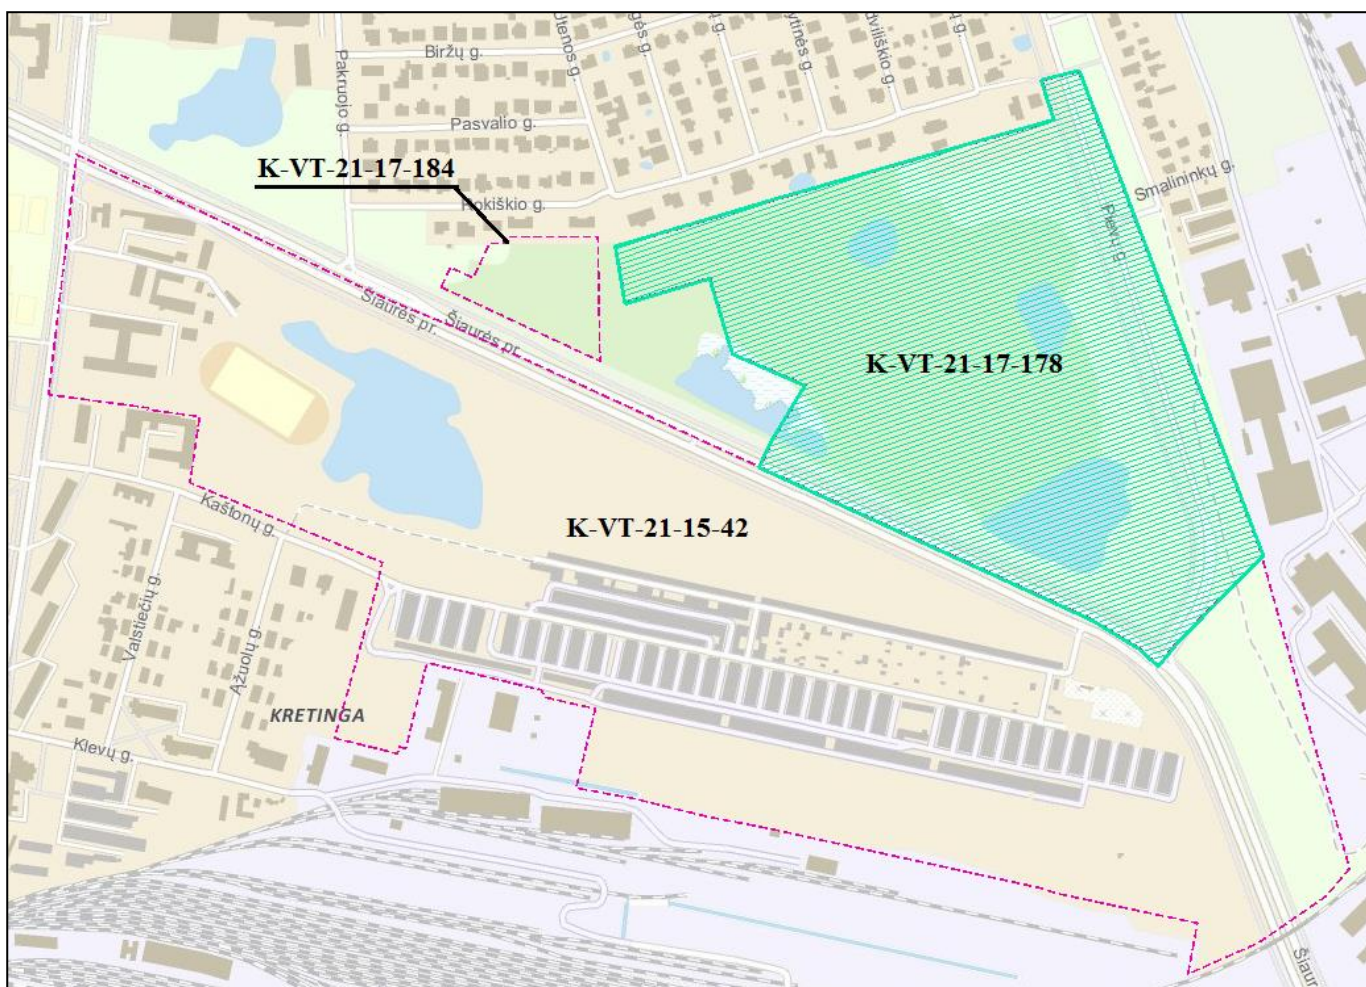 Biržų g.
Utenos g.
Pakruojo g.
Pasvalio g.
K-VT-21-17-184
Rokiškio g.
Smalininkų g.
Pievų g.
Šiaurės pr.
Šiaurės pr.
K-VT-21-17-178
K-VT-21-15-42
Kaštonų g.
Valstiečių g.
Ąžuolų g.
KRETINGA
Klevų g.